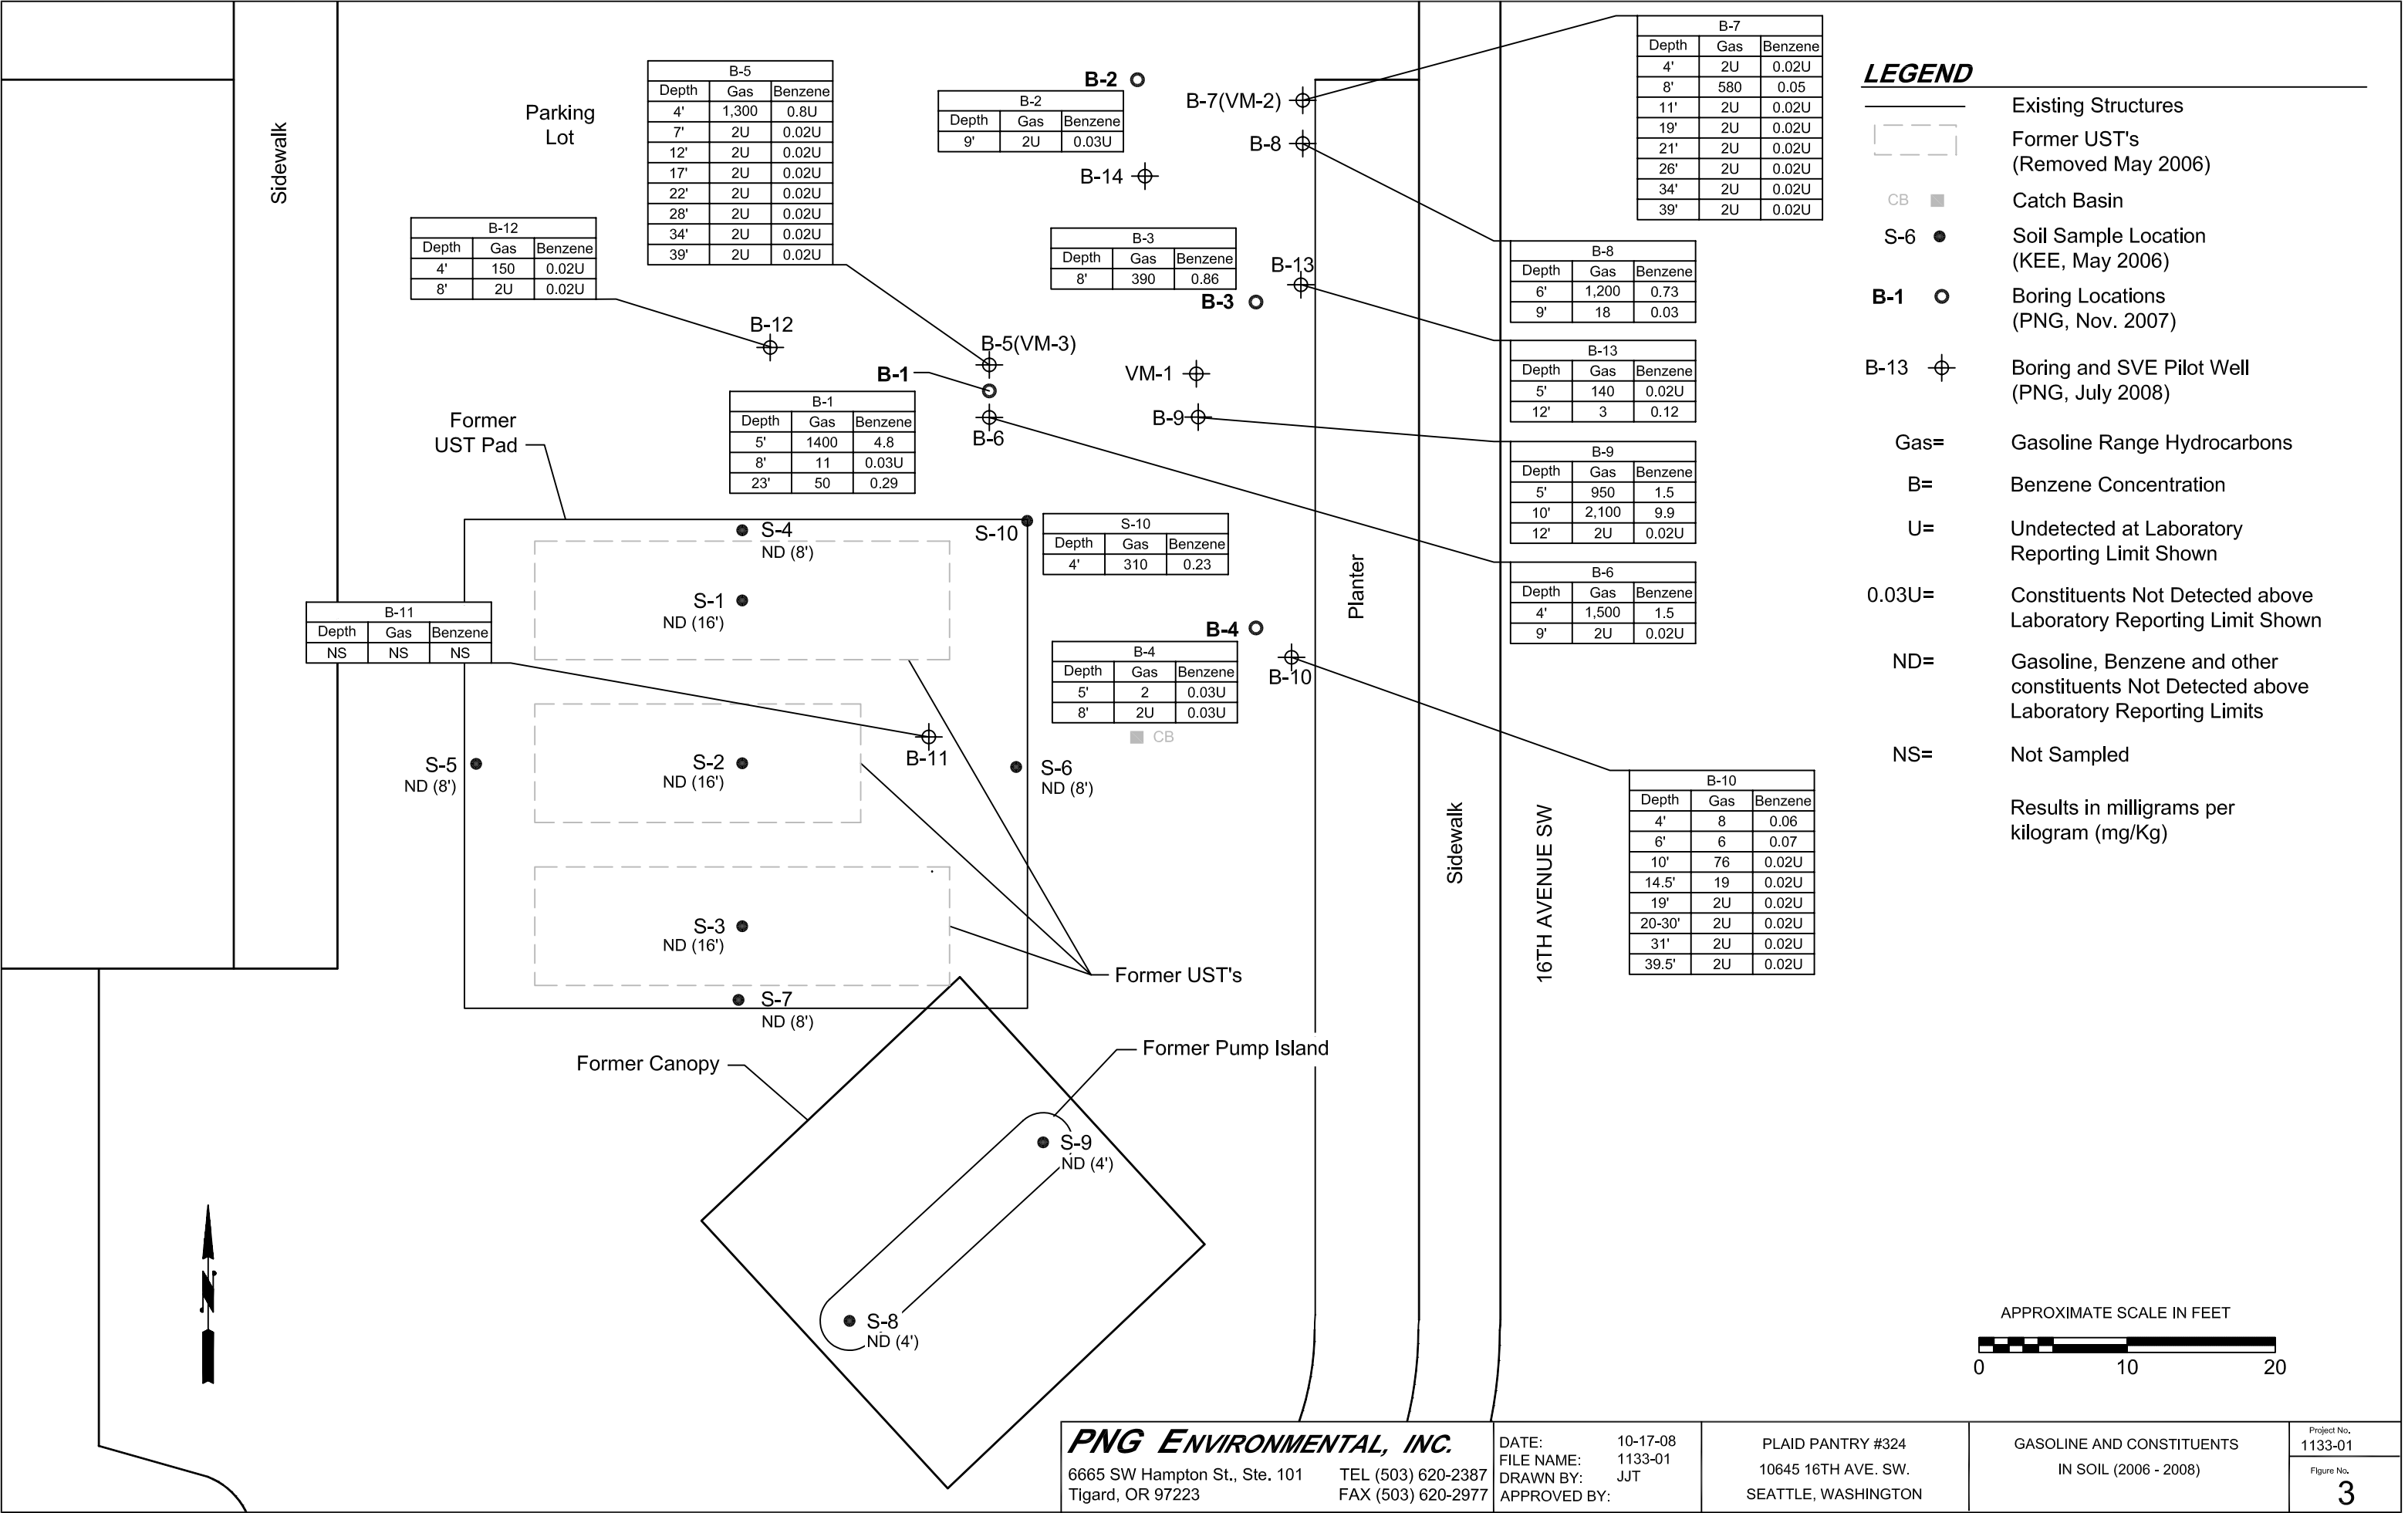 Sidewalk
Parking
Lot
B-5
Depth Gas Benzene
4' 1,300 0.8U
7' 2U 0.02U
12' 2U 0.02U
17' 2U 0.02U
22' 2U 0.02U
28' 2U 0.02U
34' 2U 0.02U
39' 2U 0.02U
B-2
B-2
Depth Gas Benzene
9' 2U 0.03U
B-7(VM-2)
B-8
B-14
B-7
Depth Gas Benzene
4' 2U 0.02U
8' 580 0.05
11' 2U 0.02U
19' 2U 0.02U
21' 2U 0.02U
26' 2U 0.02U
34' 2U 0.02U
39' 2U 0.02U
B-12
Depth Gas Benzene
4' 150 0.02U
8' 2U 0.02U
B-12
B-3
Depth Gas Benzene
8' 390 0.86
B-13
B-3
B-8
Depth Gas Benzene
6' 1,200 0.73
9' 18 0.03
B-5(VM-3)
B-1
VM-1
B-9
B-6
B-13
Depth Gas Benzene
5' 140 0.02U
12' 3 0.12
B-1
Depth Gas Benzene
5' 1400 4.8
8' 11 0.03U
23' 50 0.29
B-9
Depth Gas Benzene
5' 950 1.5
10' 2,100 9.9
12' 2U 0.02U
Former
UST Pad
S-4
ND (8')
S-10
S-10
Depth Gas Benzene
4' 310 0.23
B-6
Depth Gas Benzene
4' 1,500 1.5
9' 2U 0.02U
Planter
S-1
ND (16')
B-11
Depth Gas Benzene
NS NS NS
B-4
B-4
Depth Gas Benzene
5' 2 0.03U
8' 2U 0.03U
CB
B-10
B-11
S-5
ND (8')
S-2
ND (16')
S-6
ND (8')
B-10
Depth Gas Benzene
4' 8 0.06
6' 6 0.07
10' 76 0.02U
14.5' 19 0.02U
19' 2U 0.02U
20-30' 2U 0.02U
31' 2U 0.02U
39.5' 2U 0.02U
Sidewalk
16TH AVENUE SW
S-3
ND (16')
Former UST's
S-7
ND (8')
Former Canopy
Former Pump Island
S-9
ND (4')
S-8
ND (4')
N
LEGEND
Existing Structures
Former UST's
(Removed May 2006)
CB Catch Basin
S-6 Soil Sample Location
(KEE, May 2006)
B-1 Boring Locations
(PNG, Nov. 2007)
B-13 Boring and SVE Pilot Well
(PNG, July 2008)
Gas= Gasoline Range Hydrocarbons
B= Benzene Concentration
U= Undetected at Laboratory
Reporting Limit Shown
0.03U= Constituents Not Detected above
Laboratory Reporting Limit Shown
ND= Gasoline, Benzene and other
constituents Not Detected above
Laboratory Reporting Limits
NS= Not Sampled
Results in milligrams per
kilogram (mg/Kg)
APPROXIMATE SCALE IN FEET
0 10 20
PNG ENVIRONMENTAL, INC.
6665 SW Hampton St., Ste. 101 TEL (503) 620-2387
Tigard, OR 97223 FAX (503) 620-2977
DATE: 10-17-08
FILE NAME: 1133-01
DRAWN BY: JJT
APPROVED BY:
PLAID PANTRY #324
10645 16TH AVE. SW.
SEATTLE, WASHINGTON
GASOLINE AND CONSTITUENTS
IN SOIL (2006 - 2008)
Project No.
1133-01
Figure No.
3